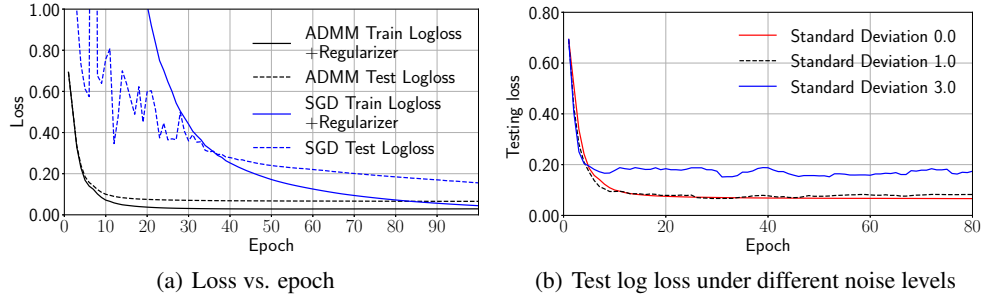 1.00
0.80
0.60
0.40
0.20
0.00
Loss
0 10 20 30 40 50 60 70 80 90
Epoch
ADMM Train Logloss
+Regularizer
ADMM Test Logloss
SGD Train Logloss
+Regularizer
SGD Test Logloss
(a) Loss vs. epoch
0.80
0.60
0.40
0.20
0.00
Testing loss
0 20 40 60 80
Epoch
Standard Deviation 0.0
Standard Deviation 1.0
Standard Deviation 3.0
(b) Test log loss under different noise levels